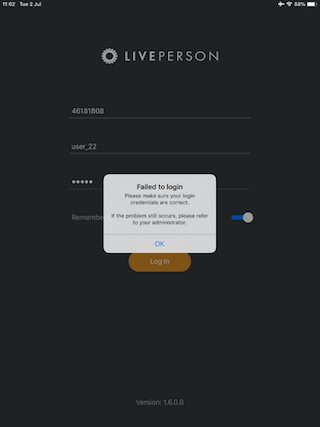 11:02 Tue 2 Jul 88%
LIVEPERSON
46181808
user_22
•••••
Failed to login
Please make sure your login
credentials are correct.
If the problem still occurs, please refer
to your administrator.
Remembe
OK
Log In
Version: 1.6.0.6